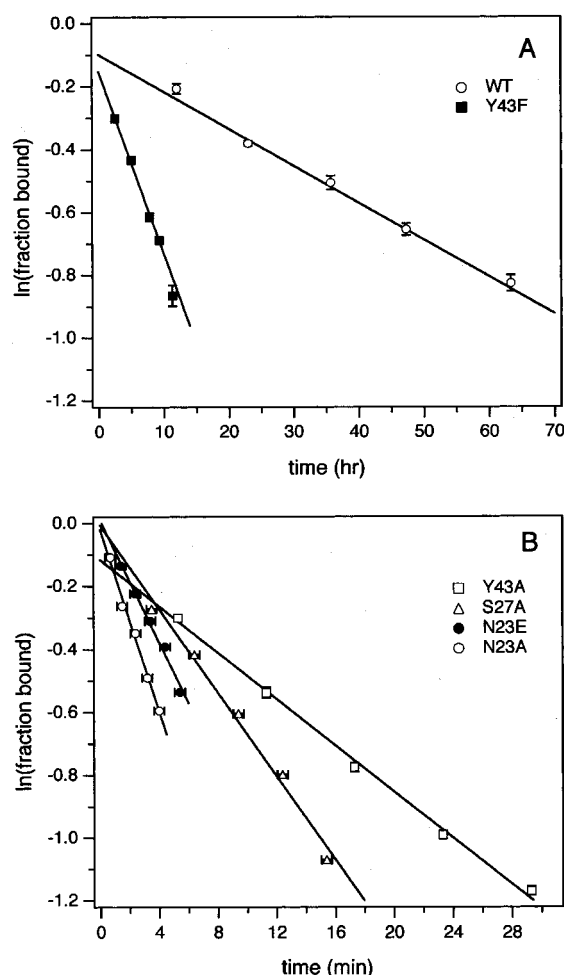 A
WT
Y43F
ln(fraction bound)
0.0
-0.2
-0.4
-0.6
-0.8
-1.0
-1.2
0 10 20 30 40 50 60 70
time (hr)
B
Y43A
S27A
N23E
N23A
ln(fraction bound)
0.0
-0.2
-0.4
-0.6
-0.8
-1.0
-1.2
0 4 8 12 16 20 24 28
time (min)